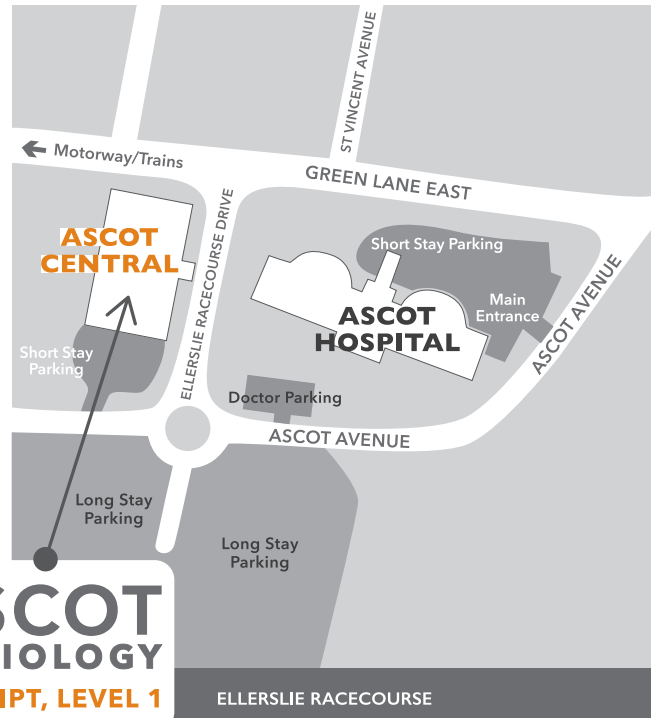 ST VINCENT AVENUE
Motorway/Trains
GREEN LANE EAST
ELLERSLIE RACECOURSE DRIVE
ASCOT
CENTRAL
Short Stay Parking
Main
Entrance
ASCOT AVENUE
ASCOT
HOSPITAL
Short Stay
Parking
Doctor Parking
ASCOT AVENUE
Long Stay
Parking
Long Stay
Parking
SCOT
IOLOGY
IPT, LEVEL 1
ELLERSLIE RACECOURSE